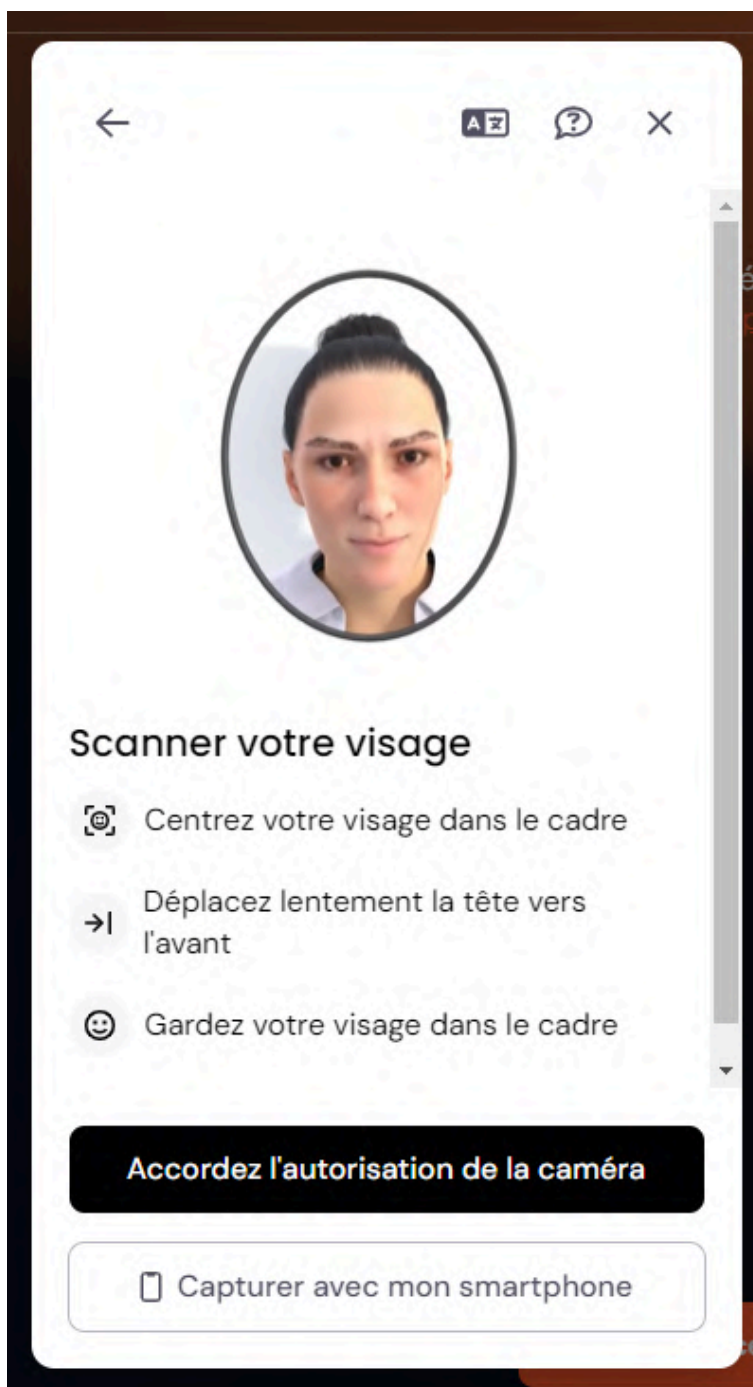 Scanner votre visage
Centrez votre visage dans le cadre
Déplacez lentement la tête vers
l'avant
Gardez votre visage dans le cadre
Accordez l'autorisation de la caméra
Capturer avec mon smartphone